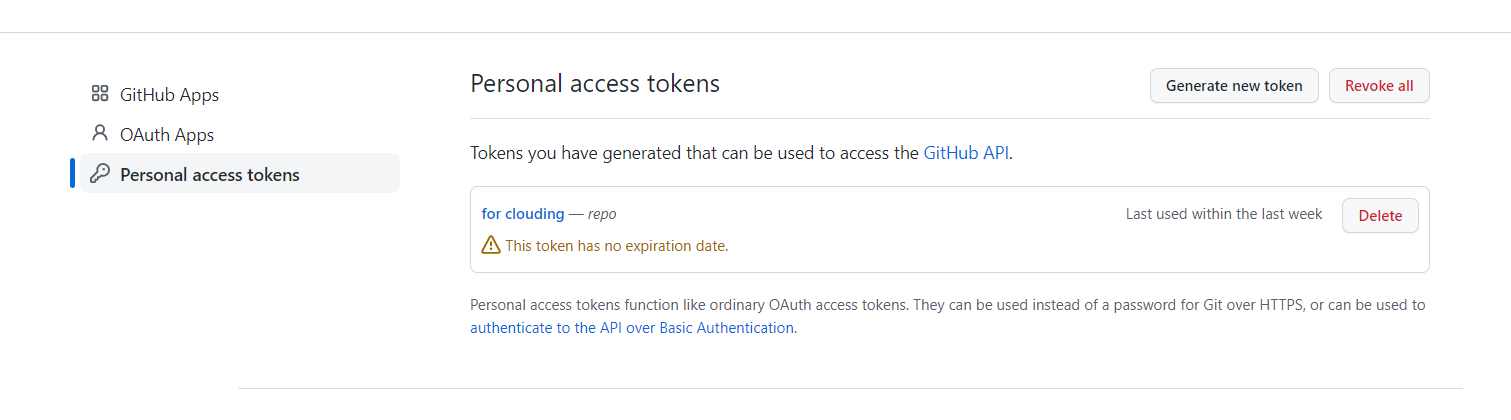 GitHub Apps
OAuth Apps
Personal access tokens
Personal access tokens
Generate new token
Revoke all
Tokens you have generated that can be used to access the GitHub API.
for clouding — repo
Last used within the last week
Delete
This token has no expiration date.
Personal access tokens function like ordinary OAuth access tokens. They can be used instead of a password for Git over HTTPS, or can be used to
authenticate to the API over Basic Authentication.